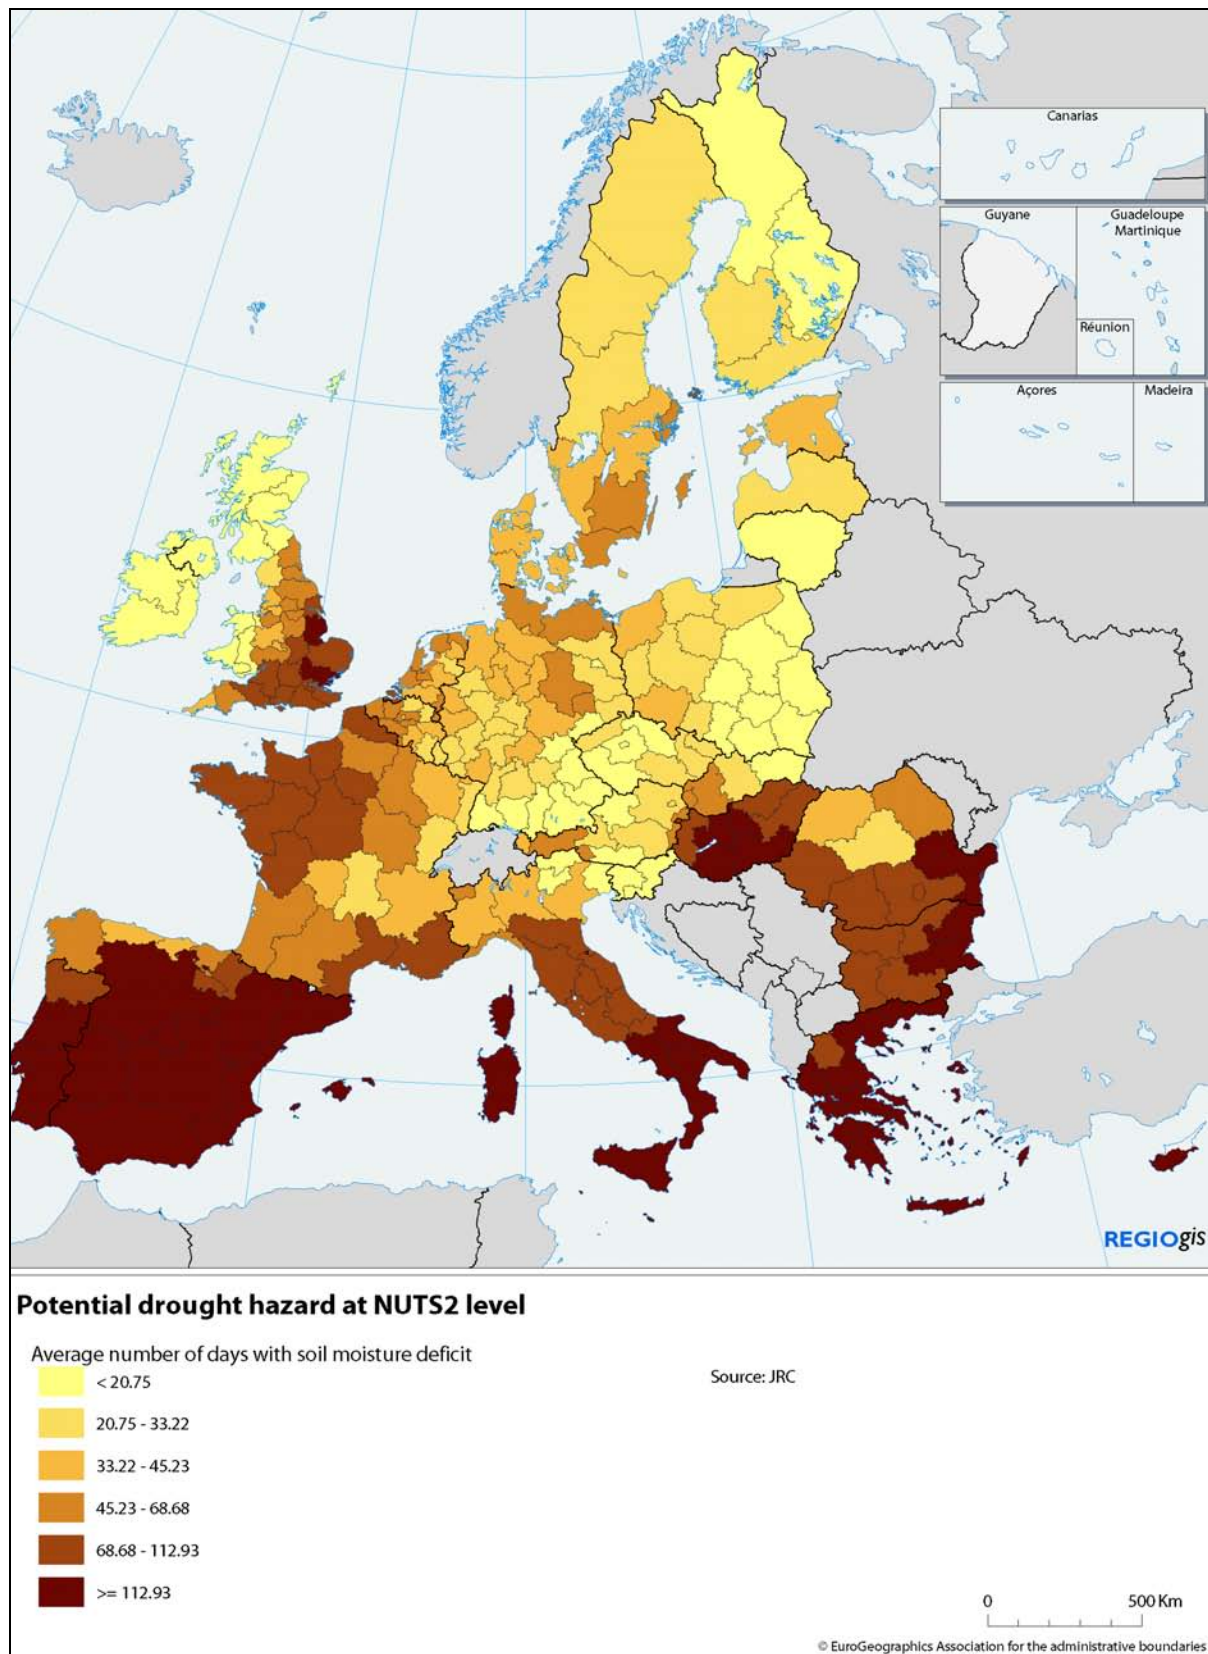 Canarias
Guyane
Guadeloupe
Martinique
Réunion
Açores
Madeira
REGIOgis
Potential drought hazard at NUTS2 level
Average number of days with soil moisture deficit
< 20.75
Source: JRC
20.75 - 33.22
33.22 - 45.23
45.23 - 68.68
68.68 - 112.93
>= 112.93
0
500 Km
© EuroGeographics Association for the administrative boundaries